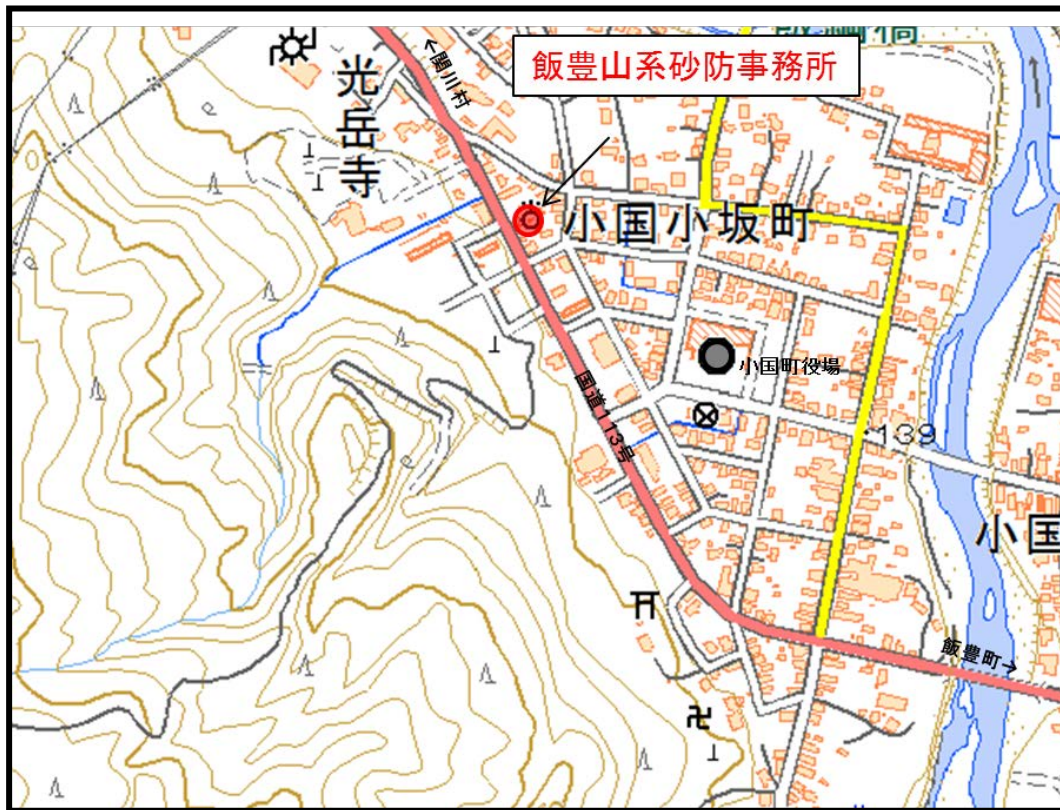 飯豊山系砂防事務所
←関川村
光岳寺
小国小坂町
小国町役場
国道113号
139
小国
飯豊町→